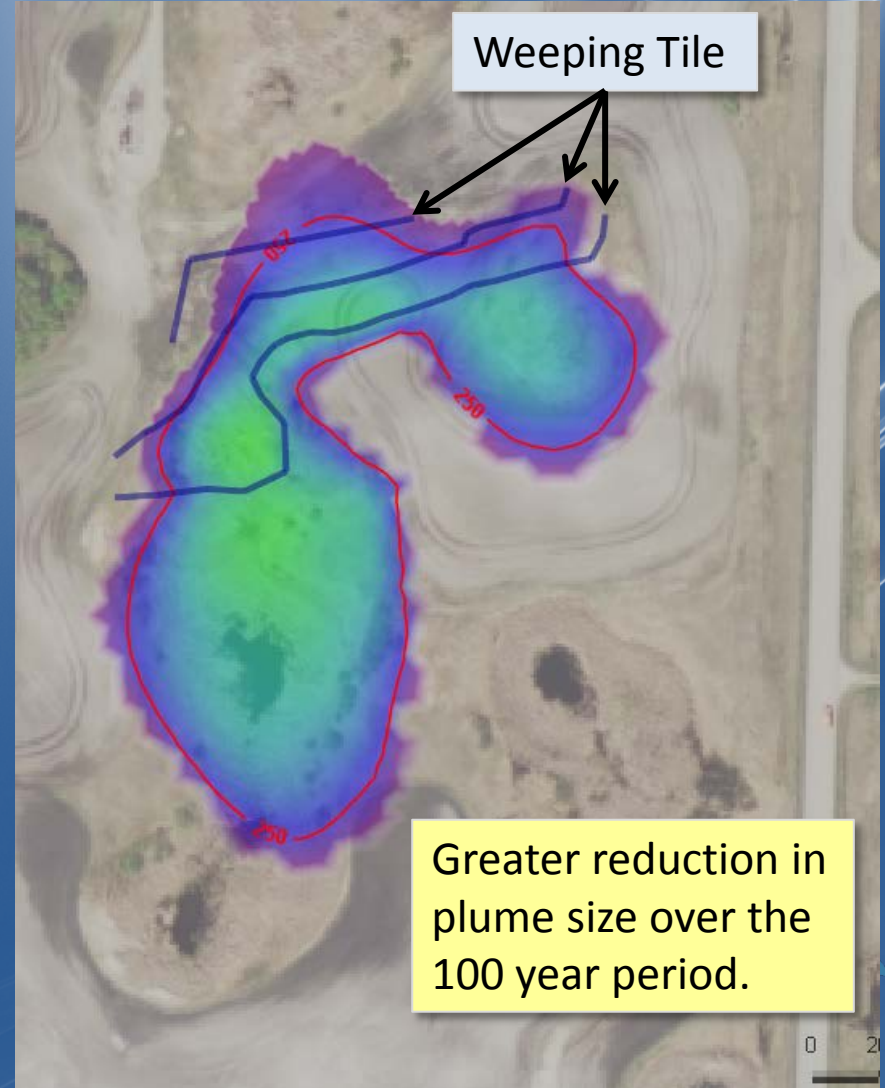 Weeping Tile
250
250
250
Greater reduction in
plume size over the
100 year period.
0